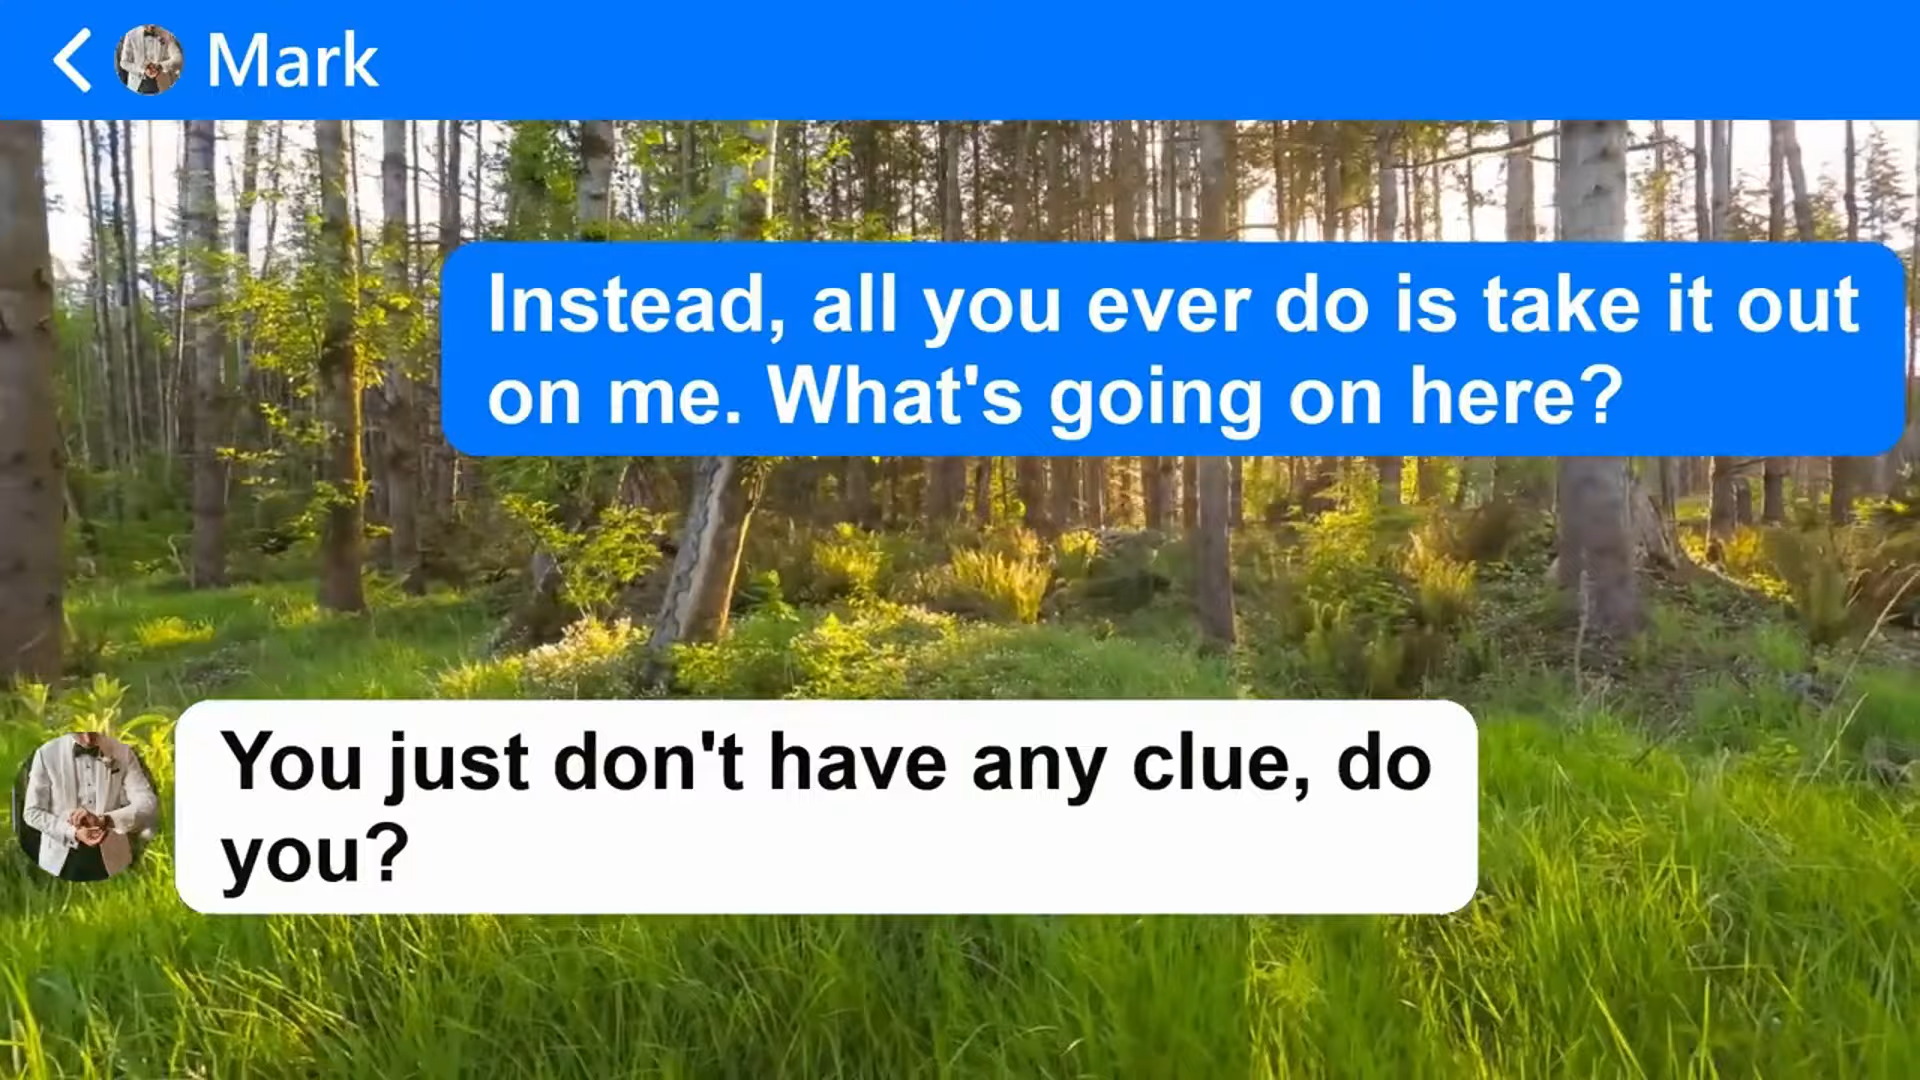 Mark
Instead, all you ever do is take it out
on me. What's going on here?
You just don't have any clue, do
you?